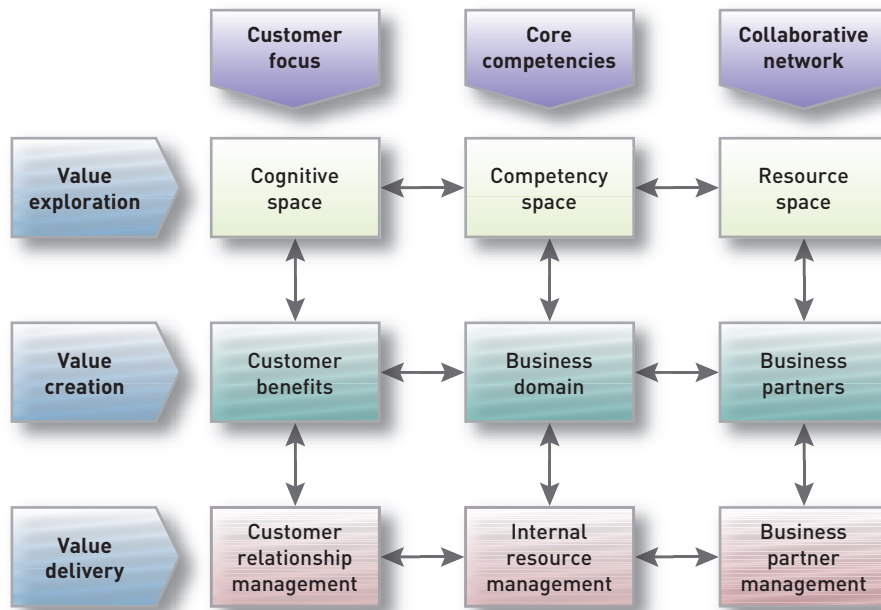 Customer
focus
Core
competencies
Collaborative
network
Value
exploration
Cognitive
space
Competency
space
Resource
space
Value
creation
Customer
benefits
Business
domain
Business
partners
Value
delivery
Customer
relationship
management
Internal
resource
management
Business
partner
management